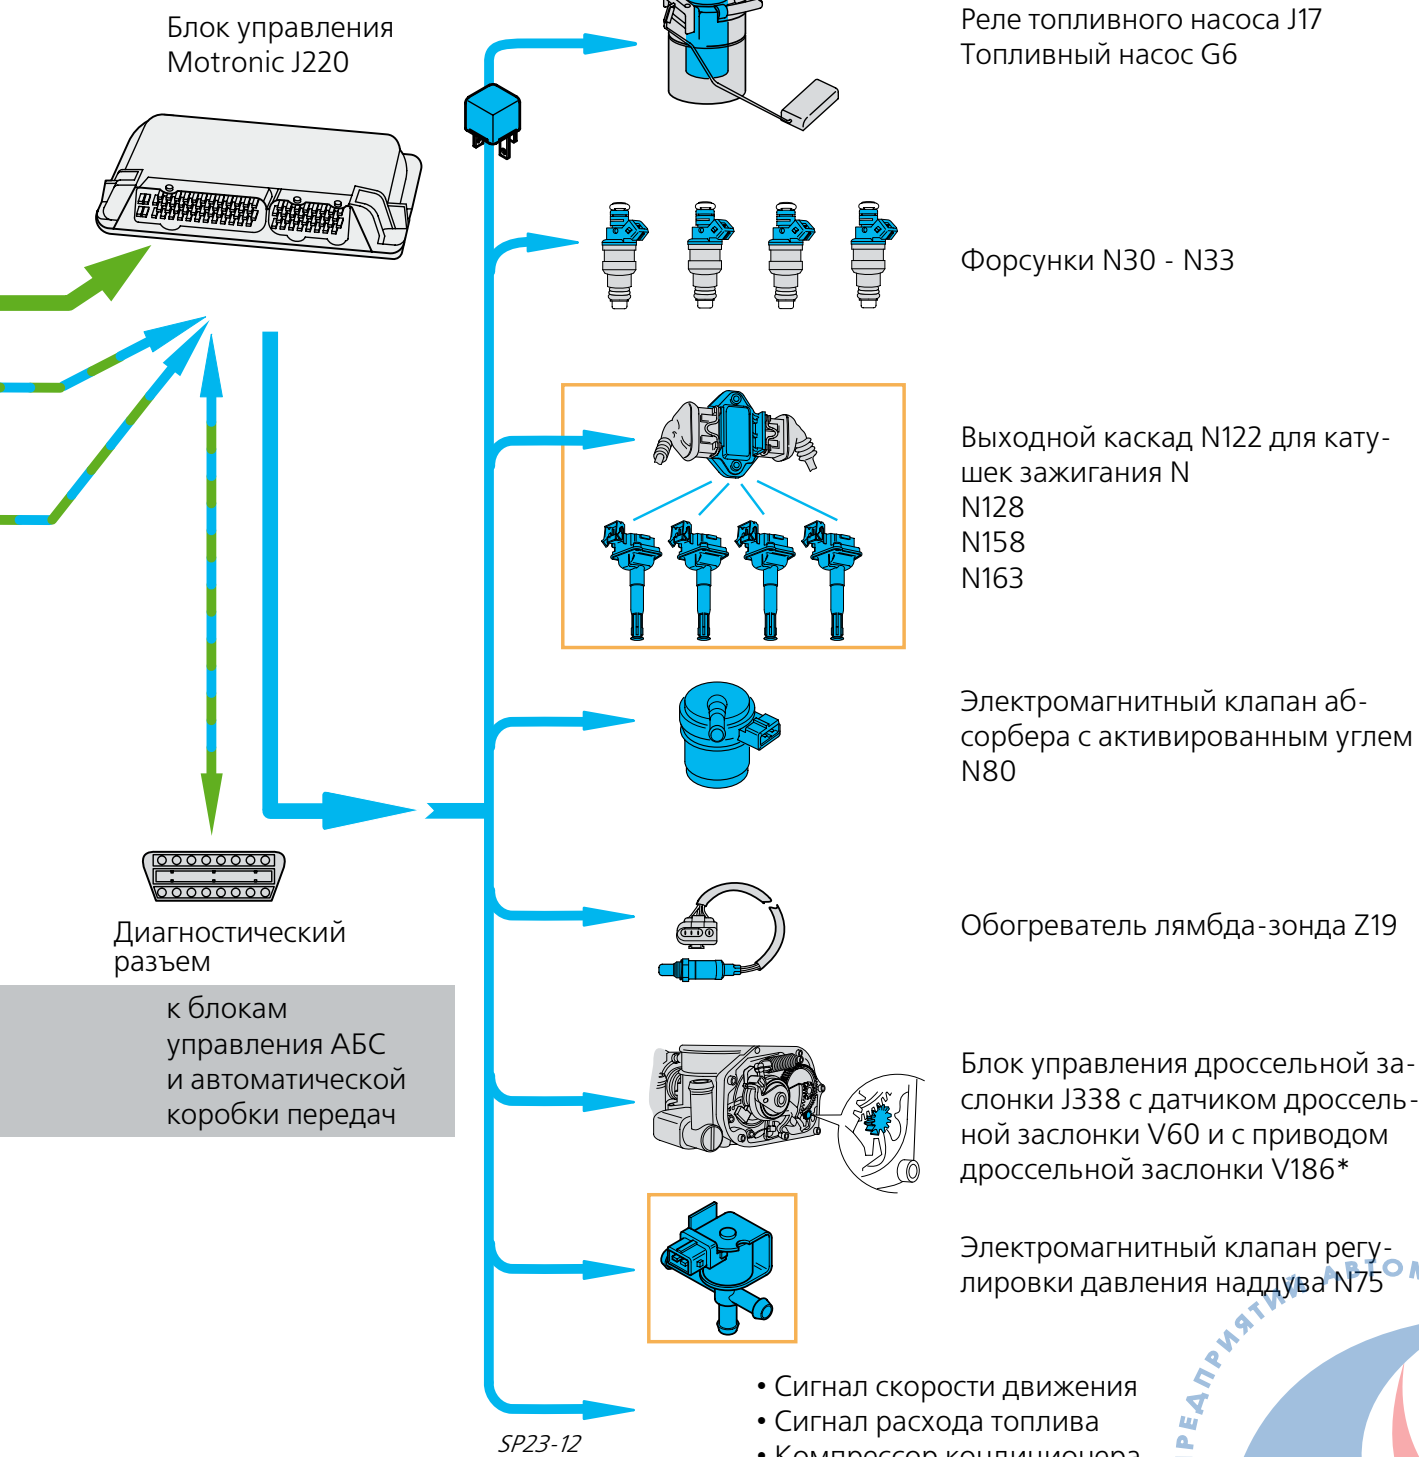 Блок управления
Motronic J220
Реле топливного насоса J17
Топливный насос G6
Форсунки N30 - N33
Выходной каскад N122 для кату-
шек зажигания N
N128
N158
N163
Электромагнитный клапан аб-
сорбера с активированным углем
N80
Диагностический
разъем
к блокам
управления АБС
и автоматической
коробки передач
Обогреватель лямбда-зонда Z19
Блок управления дроссельной за-
слонки J338 с датчиком дроссель-
ной заслонки V60 и с приводом
дроссельной заслонки V186*
Электромагнитный клапан регу-
лировки давления наддува N75
• Сигнал скорости движения
• Сигнал расхода топлива
• Компрессор кондиционера
SP23-12